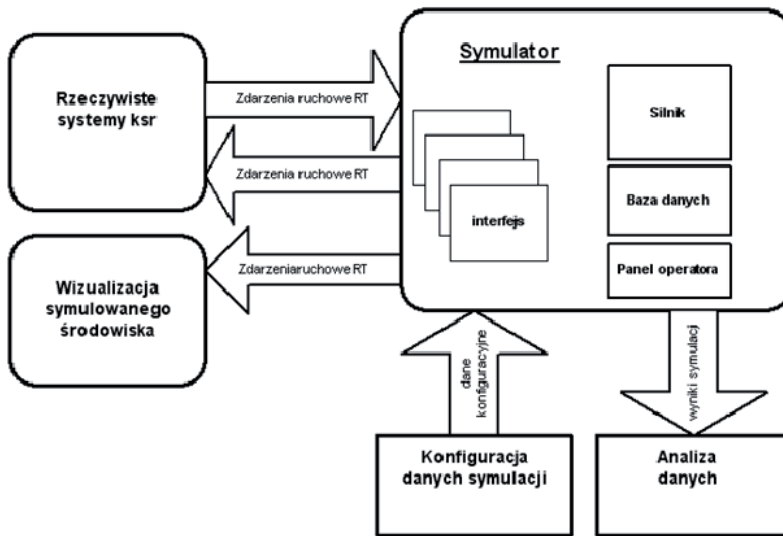 Symulator
Rzeczywiste
systemy ksr
Zdarzenia ruchowe RT
Zdarzenia ruchowe RT
Zdarzeniaruchowe RT
interfejs
Silnik
Baza danych
Panel operatora
Wizualizacja
symulowanego
środowiska
dane
konfiguracyjne
wyniki symulacji
Konfiguracja
danych symulacji
Analiza
danych